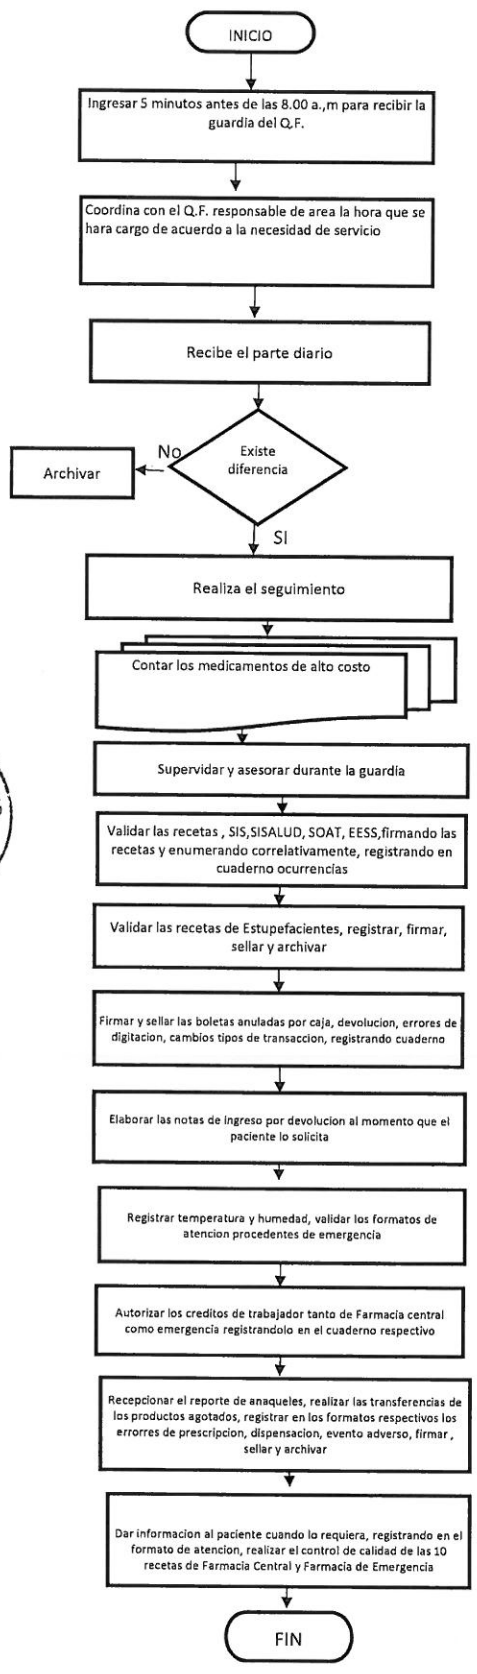 INICIO
Ingresar 5 minutos antes de las 8.00 a.,m para recibir la
guardia del Q.F.
Coordina con el Q.F. responsable de area la hora que se
hara cargo de acuerdo a la necesidad de servicio
Recibe el parte diario
Existe
diferencia
No
Archivar
SI
Realiza el seguimiento
Contar los medicamentos de alto costo
Supervidar y asesorar durante la guardia
Validar las recetas , SIS,SISALUD, SOAT, EESS,firmando las
recetas y enumerando correlativamente, registrando en
cuaderno ocurrencias
Validar las recetas de Estupefacientes, registrar, firmar,
sellar y archivar
Firmar y sellar las boletas anuladas por caja, devolucion, errores de
digitacion, cambios tipos de transaccion, registrando cuaderno
Elaborar las notas de ingreso por devolucion al momento que el
paciente lo solicita
Registrar temperatura y humedad, validar los formatos de
atencion procedentes de emergencia
Autorizar los creditos de trabajador tanto de Farmacia central
como emergencia registrandolo en el cuaderno respectivo
Recepcionar el reporte de anaqueles, realizar las transferencias de
los productos agotados, registrar en los formatos respectivos los
errorres de prescripcion, dispensacion, evento adverso, firmar ,
sellar y archivar
Dar informacion al paciente cuando lo requiera, registrando en el
formato de atencion, realizar el control de calidad de las 10
recetas de Farmacia Central y Farmacia de Emergencia
FIN